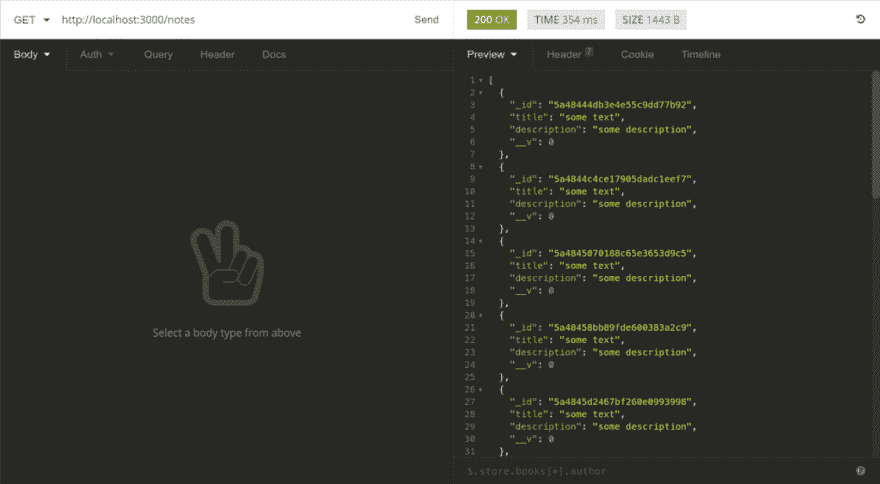 GET http://localhost:3000/notes Send 200 OK TIME 354 ms SIZE 1443 B
Body Auth Query Header Docs Preview Header 7 Cookie Timeline
Select a body type from above
1 [
2 {
3 "_id": "5a48444db3e4e55c9dd77b92",
4 "title": "some text",
5 "description": "some description",
6 "__v": 0
7 },
8 {
9 "_id": "5a4844c4ce17905dadc1eef7",
10 "title": "some text",
11 "description": "some description",
12 "__v": 0
13 },
14 {
15 "_id": "5a4845070188c65e3653d9c5",
16 "title": "some text",
17 "description": "some description",
18 "__v": 0
19 },
20 {
21 "_id": "5a48458bb89fde600383a2c9",
22 "title": "some text",
23 "description": "some description",
24 "__v": 0
25 },
26 {
27 "_id": "5a4845d2467bf260e0993998",
28 "title": "some text",
29 "description": "some description",
30 "__v": 0
31 },
$.store.books[*].author